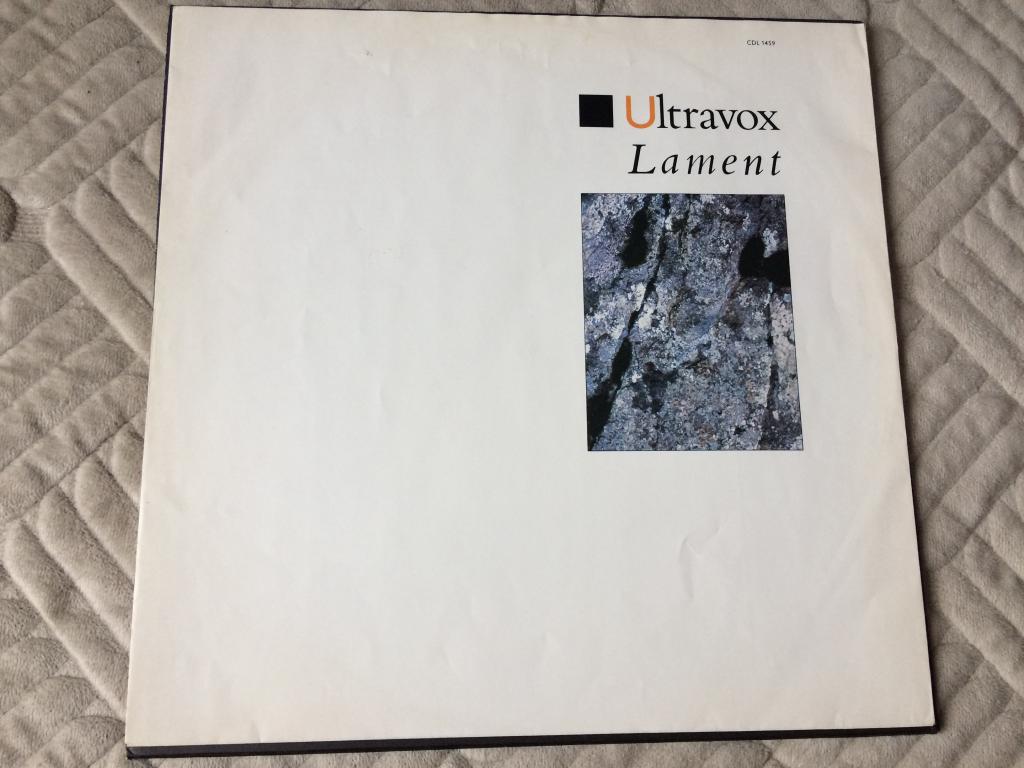 CDL 1459
Ultravox
Lament